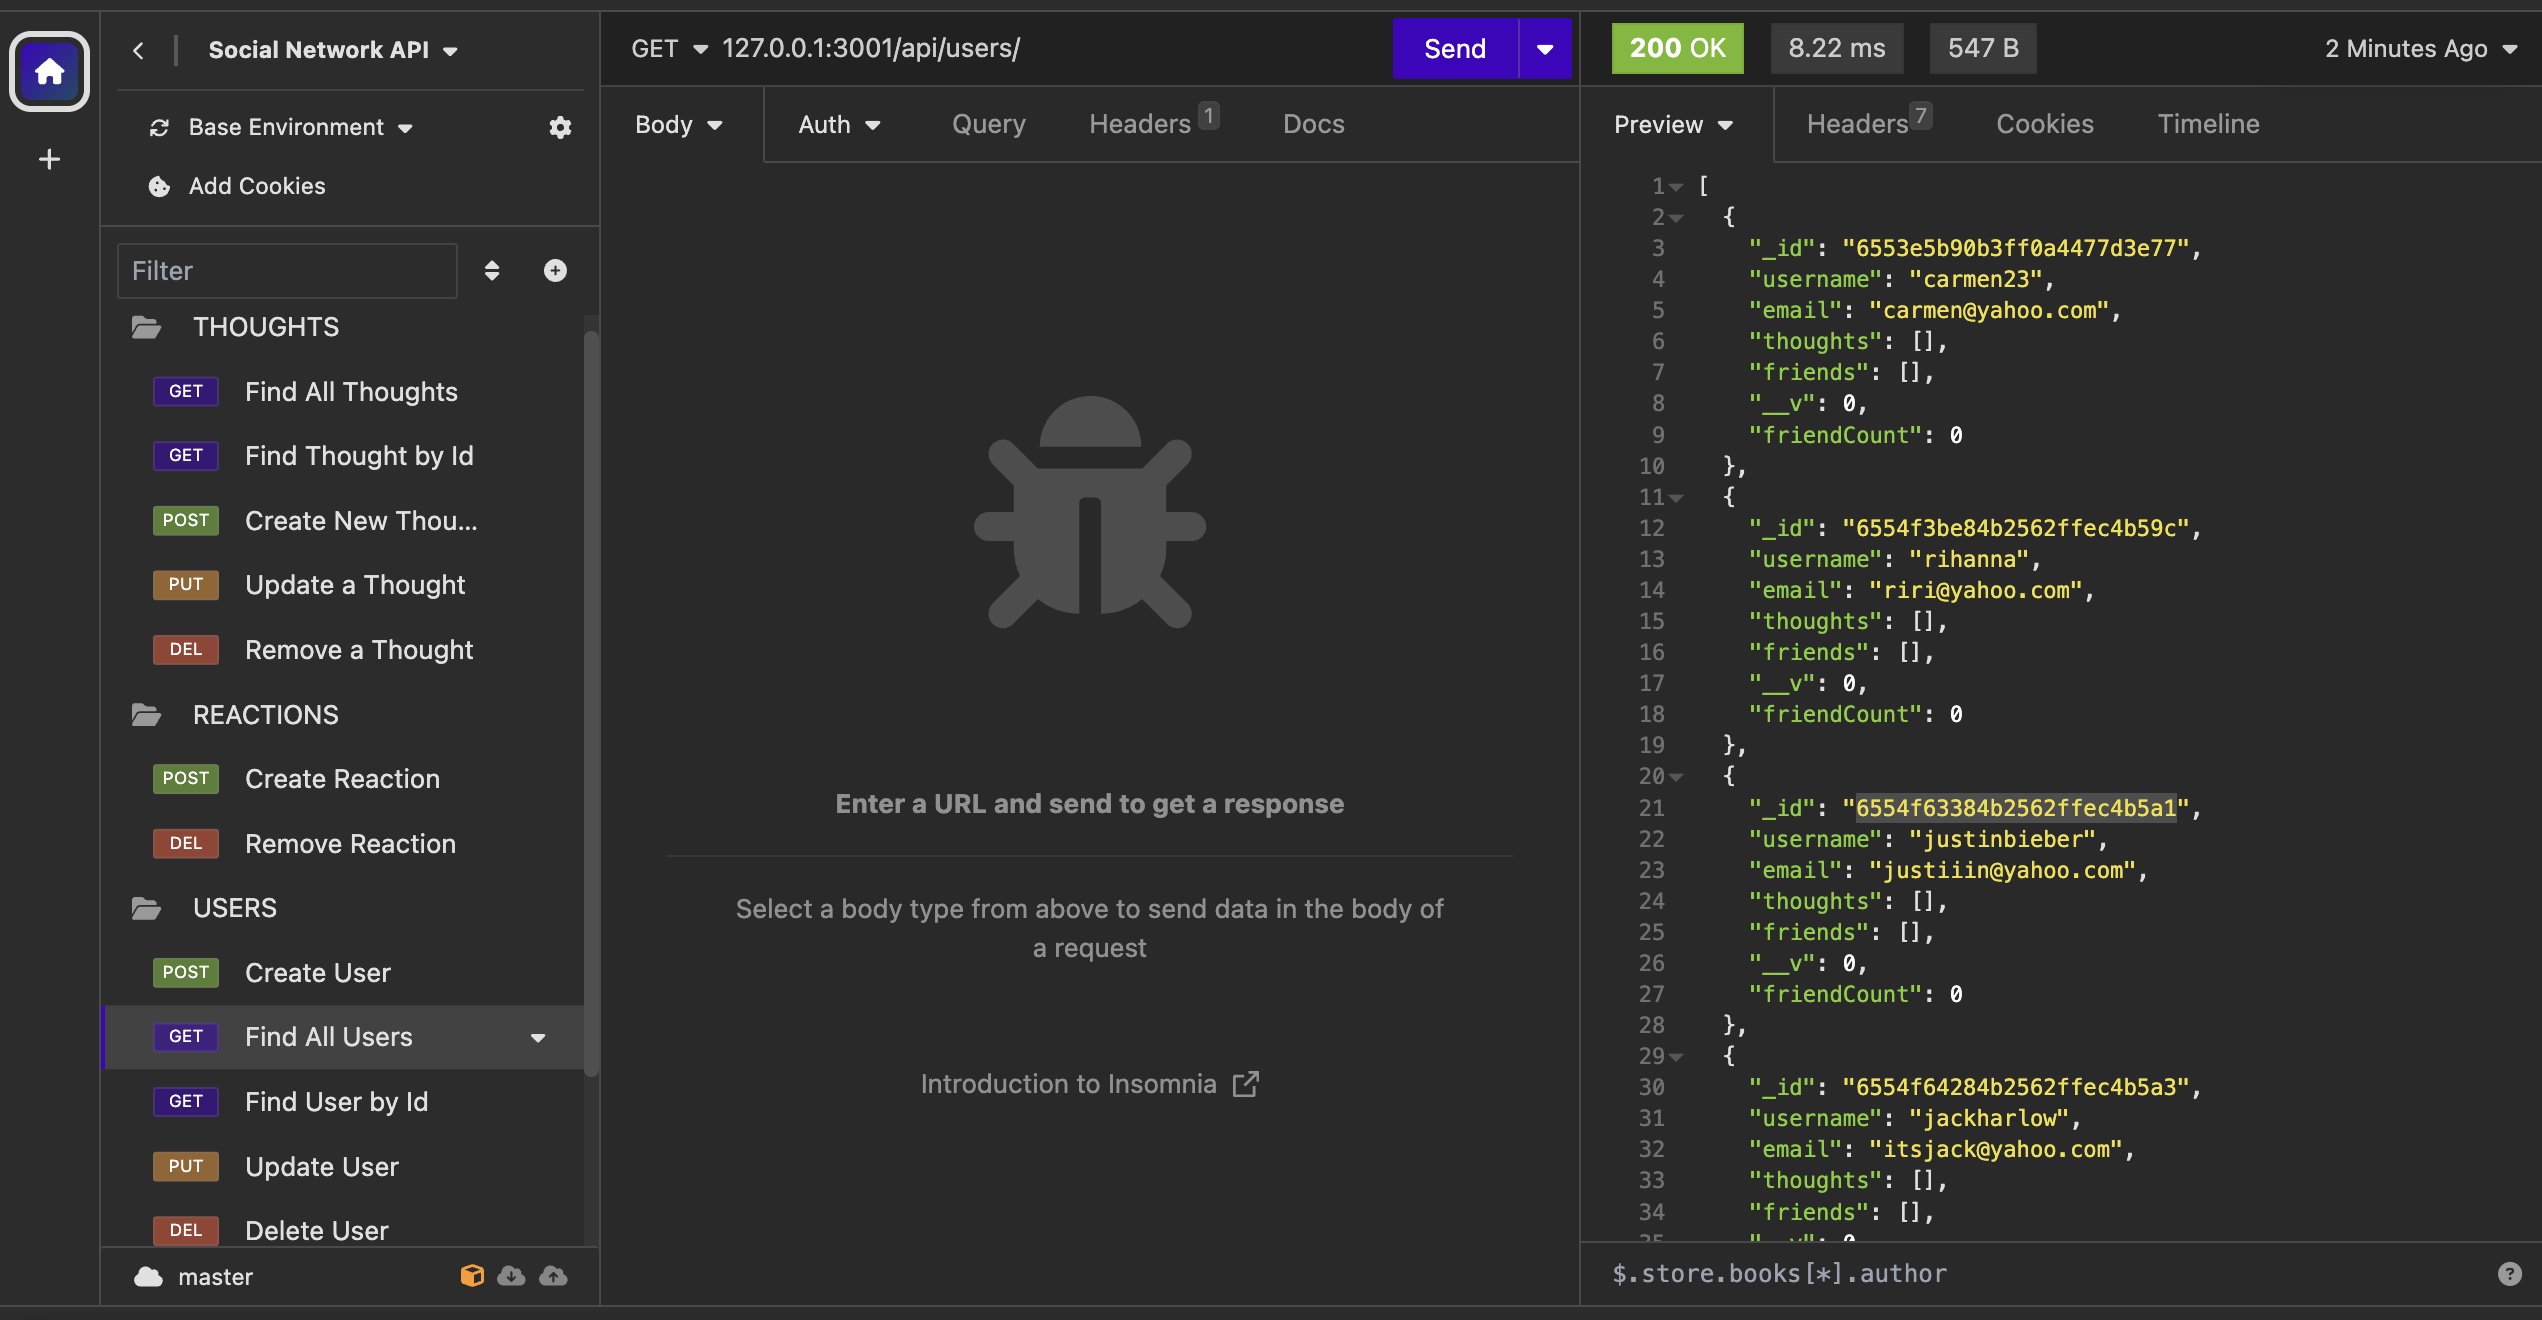 Social Network API
Base Environment
Add Cookies
Filter
THOUGHTS
GET Find All Thoughts
GET Find Thought by Id
POST Create New Thou...
PUT Update a Thought
DEL Remove a Thought
REACTIONS
POST Create Reaction
DEL Remove Reaction
USERS
POST Create User
GET Find All Users
GET Find User by Id
PUT Update User
DEL Delete User
master
GET 127.0.0.1:3001/api/users/
Send
Body Auth Query Headers 1 Docs
Enter a URL and send to get a response
Select a body type from above to send data in the body of
a request
Introduction to Insomnia
200 OK 8.22 ms 547 B 2 Minutes Ago
Preview Headers 7 Cookies Timeline
1 [
2 {
3 "_id": "6553e5b90b3ff0a4477d3e77",
4 "username": "carmen23",
5 "email": "carmen@yahoo.com",
6 "thoughts": [],
7 "friends": [],
8 "__v": 0,
9 "friendCount": 0
10 },
11 {
12 "_id": "6554f3be84b2562ffec4b59c",
13 "username": "rihanna",
14 "email": "riri@yahoo.com",
15 "thoughts": [],
16 "friends": [],
17 "__v": 0,
18 "friendCount": 0
19 },
20 {
21 "_id": "6554f63384b2562ffec4b5a1",
22 "username": "justinbieber",
23 "email": "justiiin@yahoo.com",
24 "thoughts": [],
25 "friends": [],
26 "__v": 0,
27 "friendCount": 0
28 },
29 {
30 "_id": "6554f64284b2562ffec4b5a3",
31 "username": "jackharlow",
32 "email": "itsjack@yahoo.com",
33 "thoughts": [],
34 "friends": [],
35 "__v": 0
$.store.books[*].author